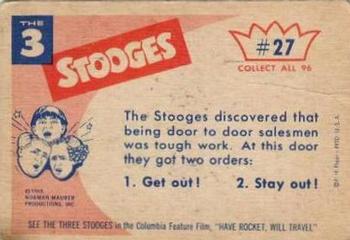 THE
3
STOOGES
#27
COLLECT ALL 96
The Stooges discovered that
being door to door salesmen
was tough work. At this door
they got two orders:
1. Get out! 2. Stay out!
NORMAN MAURER
PRODUCTIONS, INC.
SEE THE THREE STOOGES in the Columbia Feature Film, "HAVE ROCKET, WILL TRAVEL"